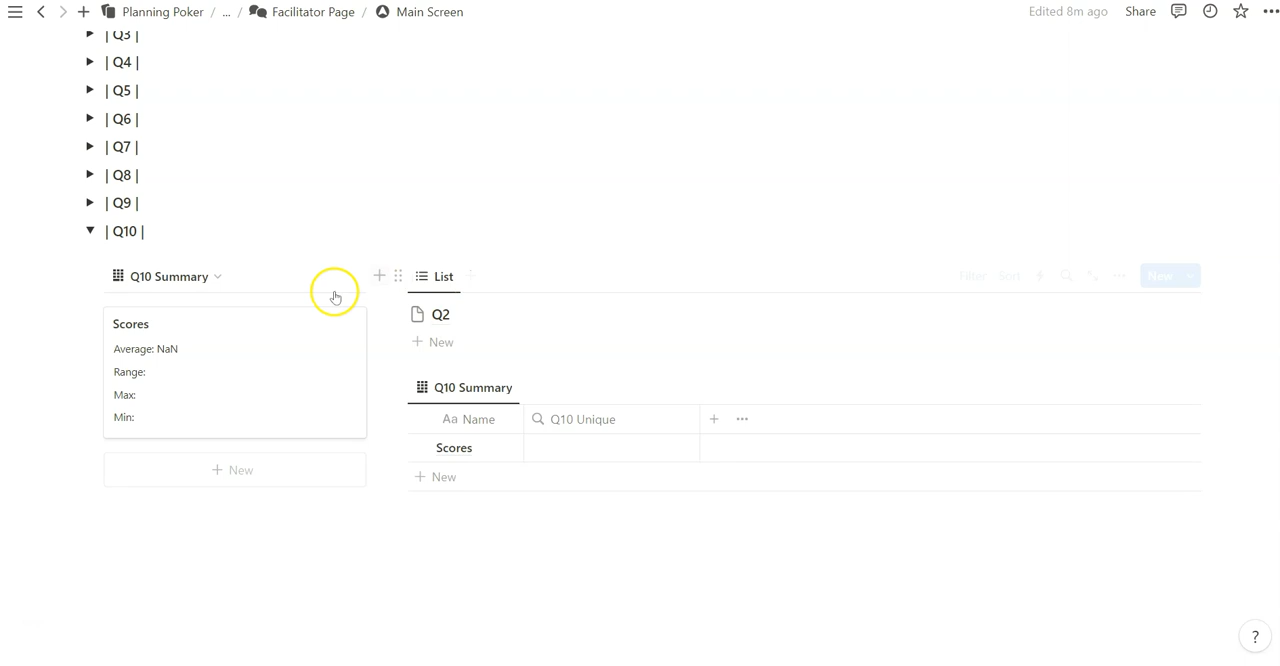 Planning Poker / ... / Facilitator Page / Main Screen
Edited 8m ago Share
| Q3 |
| Q4 |
| Q5 |
| Q6 |
| Q7 |
| Q8 |
| Q9 |
| Q10 |
Q10 Summary
List
Filter Sort New
Scores
Average: NaN
Range:
Max:
Min:
+ New
Q2
+ New
Q10 Summary
Aa Name Q10 Unique
Scores
+ New
?